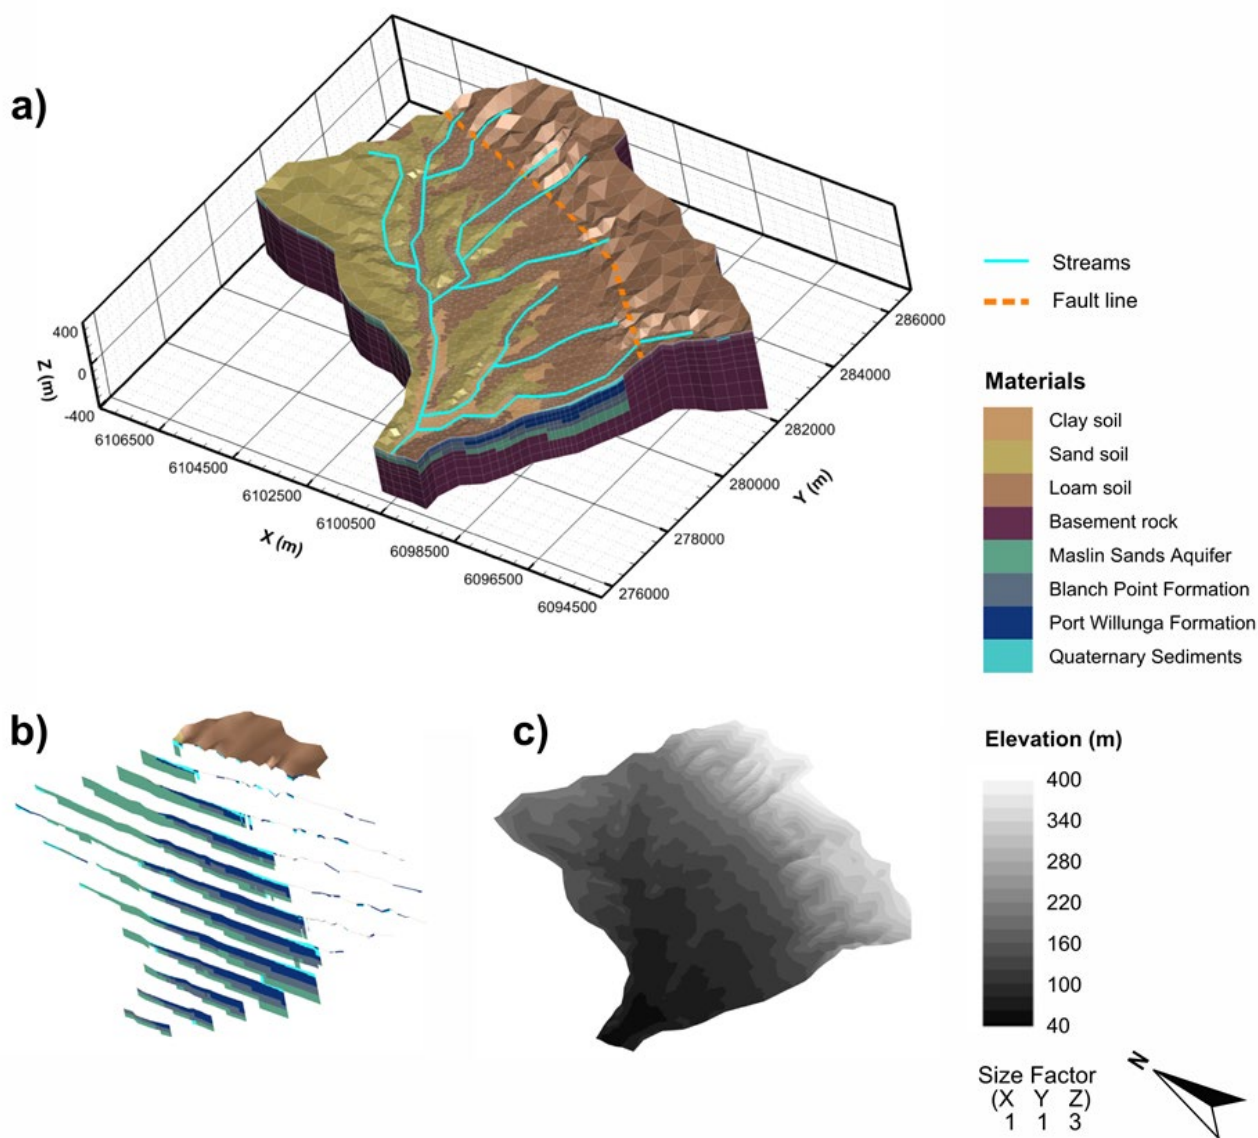 a)
400
0
-400
Z (m)
6106500
6104500
6102500
6100500
6098500
6096500
6094500
X (m)
276000
278000
280000
282000
284000
286000
Y (m)
Streams
Fault line
Materials
Clay soil
Sand soil
Loam soil
Basement rock
Maslin Sands Aquifer
Blanch Point Formation
Port Willunga Formation
Quaternary Sediments
b)
c)
Elevation (m)
400
340
280
220
160
100
40
Size Factor
(X Y Z)
1 1 3
N